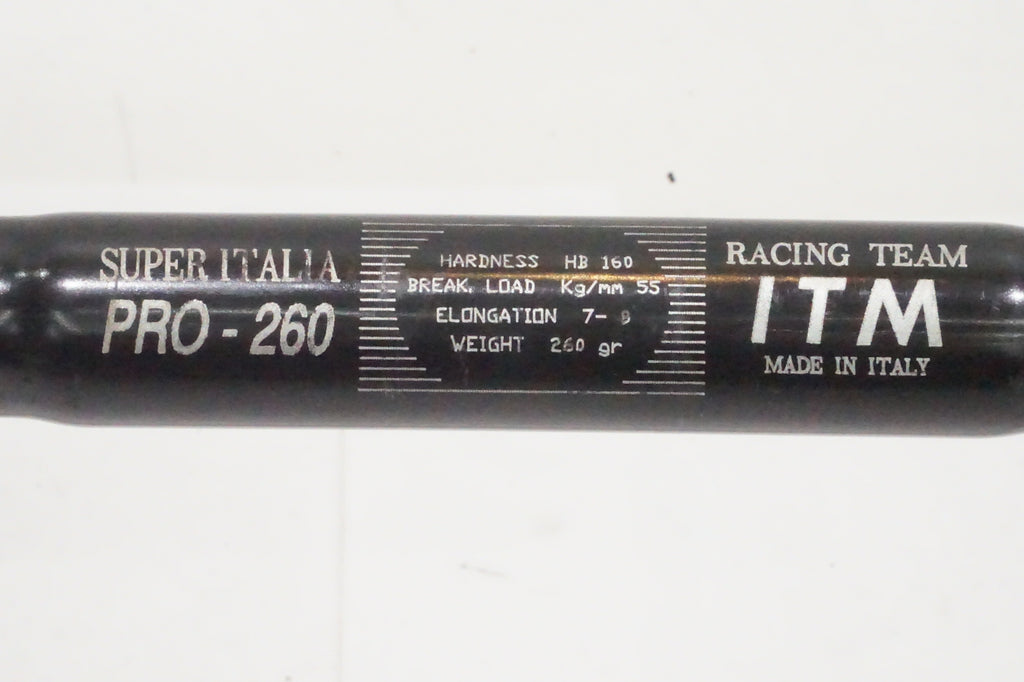 SUPER ITALIA
PRO-260
HARDNESS HB 160
BREAK. LOAD Kg/mm 55
ELONGATION 7- 9
WEIGHT 260 gr
RACING TEAM
ITM
MADE IN ITALY